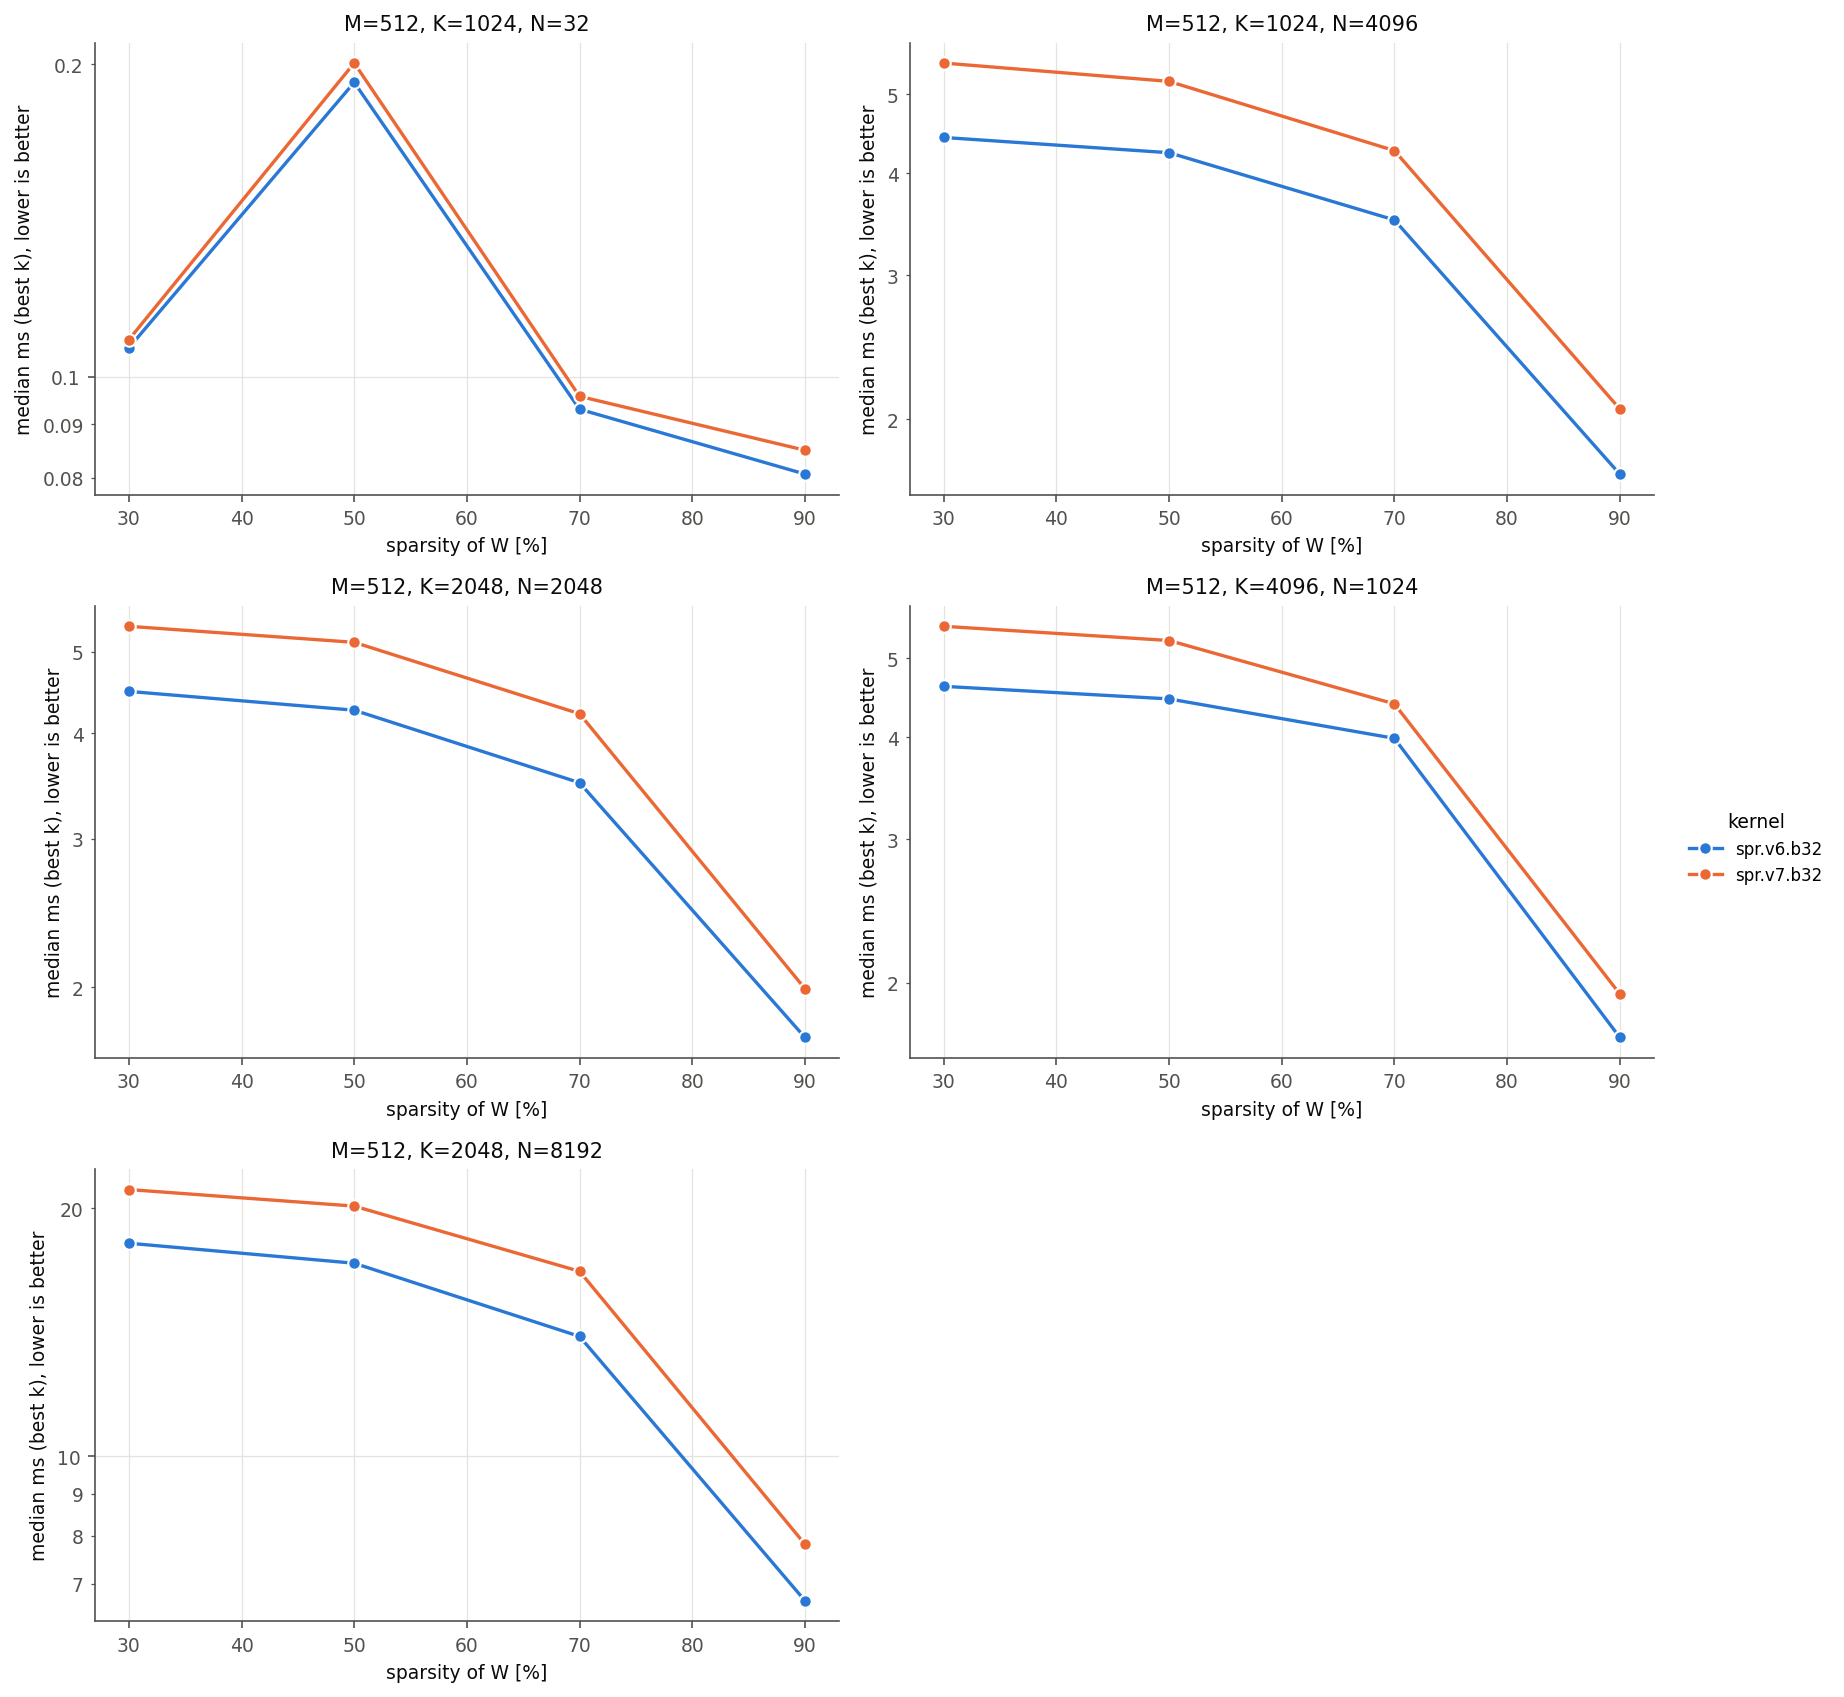 M=512, K=1024, N=32
median ms (best k), lower is better
0.2
0.1
0.09
0.08
30 40 50 60 70 80 90
sparsity of W [%]
M=512, K=1024, N=4096
median ms (best k), lower is better
5
4
3
2
30 40 50 60 70 80 90
sparsity of W [%]
M=512, K=2048, N=2048
median ms (best k), lower is better
5
4
3
2
30 40 50 60 70 80 90
sparsity of W [%]
M=512, K=4096, N=1024
median ms (best k), lower is better
5
4
3
2
30 40 50 60 70 80 90
sparsity of W [%]
kernel
spr.v6.b32
spr.v7.b32
M=512, K=2048, N=8192
median ms (best k), lower is better
20
10
9
8
7
30 40 50 60 70 80 90
sparsity of W [%]